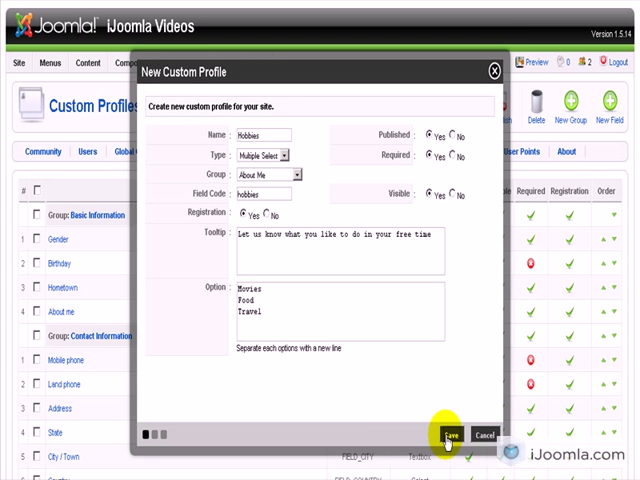 Joomla! iJoomla Videos
Version 1.5.14
Site Menus Content
Preview 0 2 Logout
Custom Profiles
Delete New Group New Field
Community Users
About
New Custom Profile
Create new custom profile for your site.
Name : Hobbies
Published : Yes No
Type : Multiple Select
Required : Yes No
Group : About Me
Field Code : hobbies
Visible : Yes No
Registration : Yes No
Tooltip : Let us know what you like to do in your free time
Option : Movies
Food
Travel
Separate each options with a new line
Save Cancel
# Required Registration Order
Group: Basic Information
1 Gender
2 Birthday
3 Hometown
4 About me
Group: Contact Information
1 Mobile phone
2 Land phone
3 Address
4 State
5 City / Town FIELD_CITY Textbox
iJoomla.com